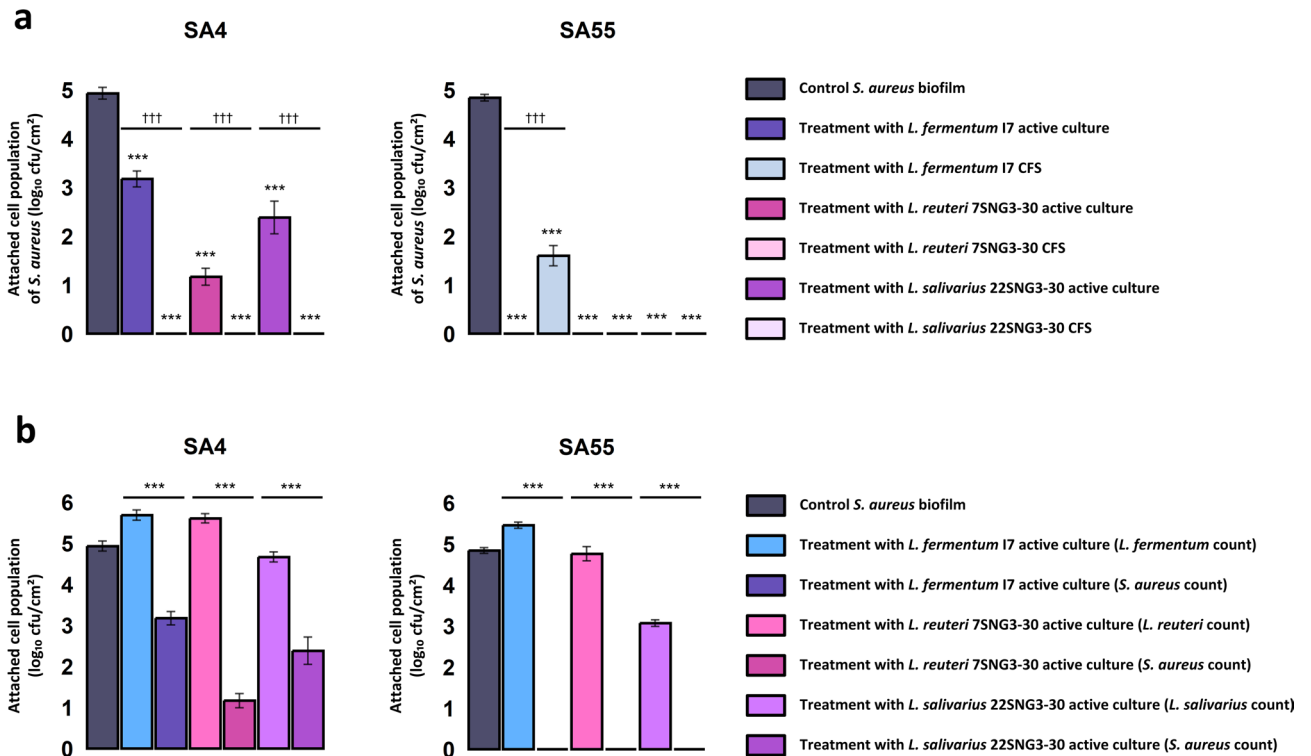 a
SA4
SA55
Attached cell population
of S. aureus (log₁₀ cfu/cm²)
5
4
3
2
1
0
***
†††
***
***
†††
***
***
†††
***
Attached cell population
of S. aureus (log₁₀ cfu/cm²)
5
4
3
2
1
0
†††
***
***
***
***
***
***
Control S. aureus biofilm
Treatment with L. fermentum I7 active culture
Treatment with L. fermentum I7 CFS
Treatment with L. reuteri 7SNG3-30 active culture
Treatment with L. reuteri 7SNG3-30 CFS
Treatment with L. salivarius 22SNG3-30 active culture
Treatment with L. salivarius 22SNG3-30 CFS
b
SA4
SA55
Attached cell population
(log₁₀ cfu/cm²)
6
5
4
3
2
1
0
***
***
***
Attached cell population
(log₁₀ cfu/cm²)
6
5
4
3
2
1
0
***
***
***
Control S. aureus biofilm
Treatment with L. fermentum I7 active culture (L. fermentum count)
Treatment with L. fermentum I7 active culture (S. aureus count)
Treatment with L. reuteri 7SNG3-30 active culture (L. reuteri count)
Treatment with L. reuteri 7SNG3-30 active culture (S. aureus count)
Treatment with L. salivarius 22SNG3-30 active culture (L. salivarius count)
Treatment with L. salivarius 22SNG3-30 active culture (S. aureus count)